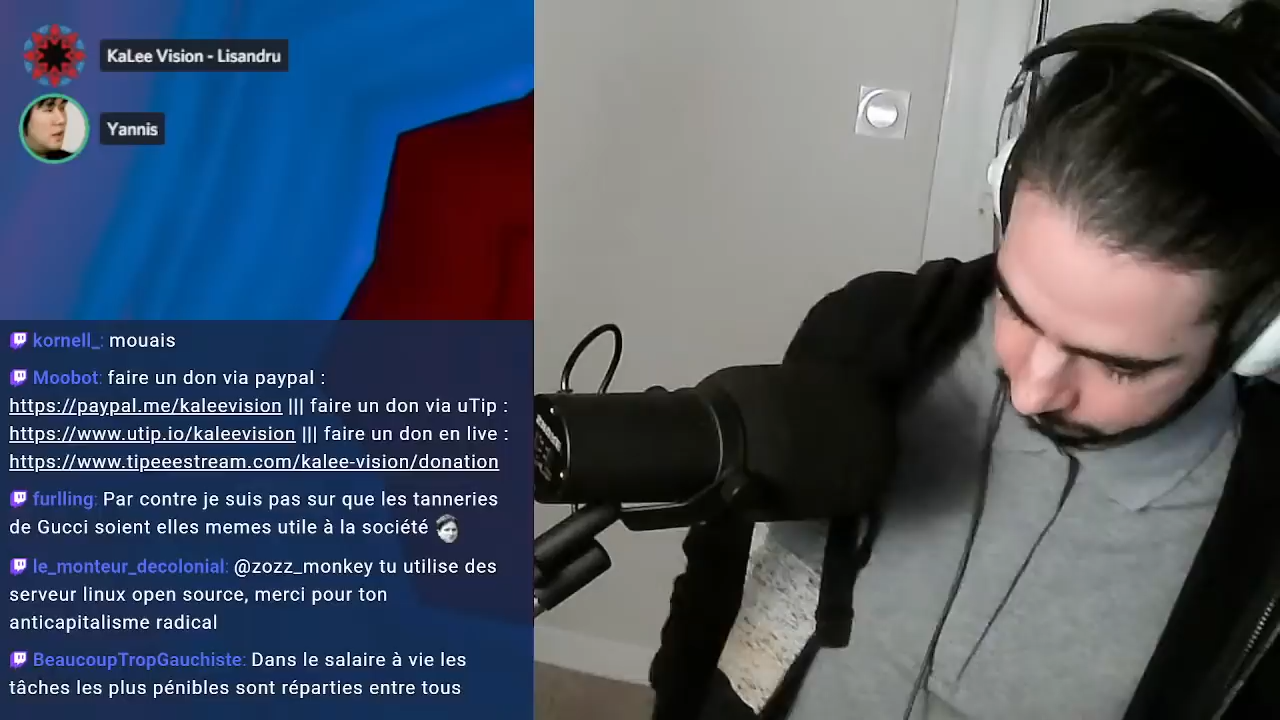 KaLee Vision - Lisandru
Yannis
kornell_: mouais
Moobot: faire un don via paypal :
https://paypal.me/kaleevision ||| faire un don via uTip :
https://www.utip.io/kaleevision ||| faire un don en live :
https://www.tipeeestream.com/kalee-vision/donation
furlling: Par contre je suis pas sur que les tanneries
de Gucci soient elles memes utile à la société
le_monteur_decolonial: @zozz_monkey tu utilise des
serveur linux open source, merci pour ton
anticapitalisme radical
BeaucoupTropGauchiste: Dans le salaire à vie les
tâches les plus pénibles sont réparties entre tous